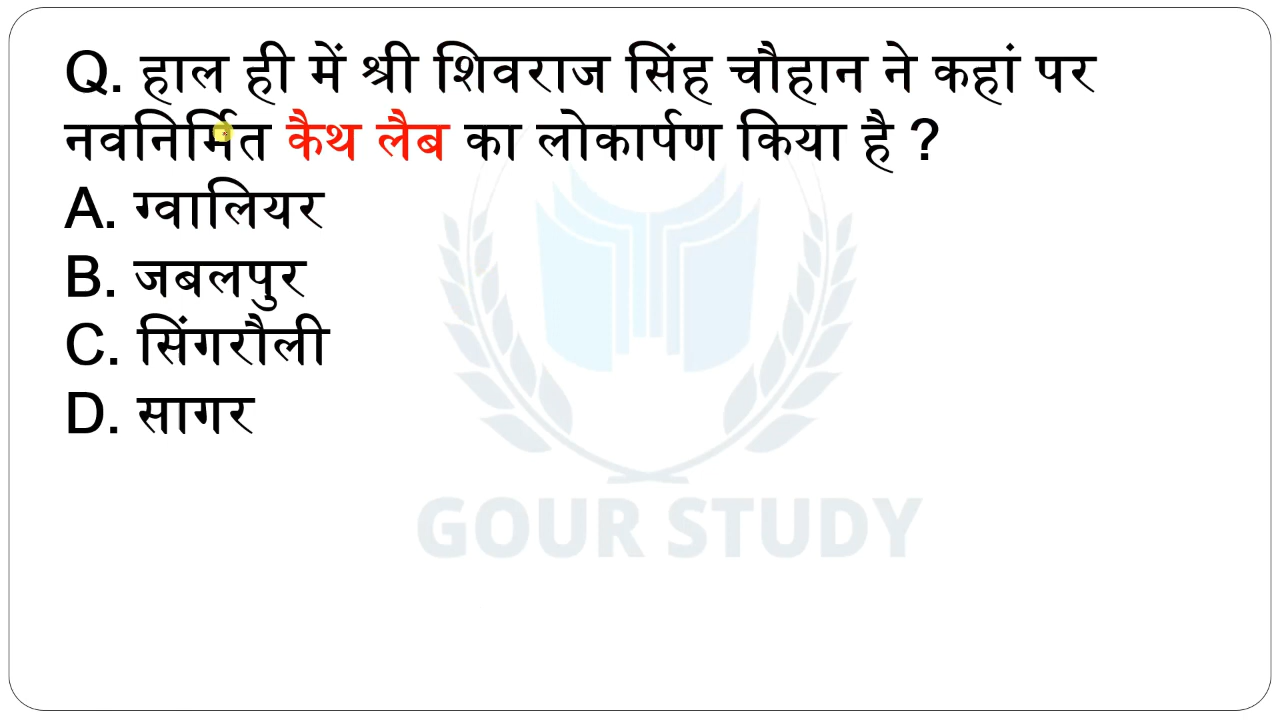 Q. हाल ही में श्री शिवराज सिंह चौहान ने कहां पर
नवनिर्मित कैथ लैब का लोकार्पण किया है ?
A. ग्वालियर
B. जबलपुर
C. सिंगरौली
D. सागर
GOUR STUDY